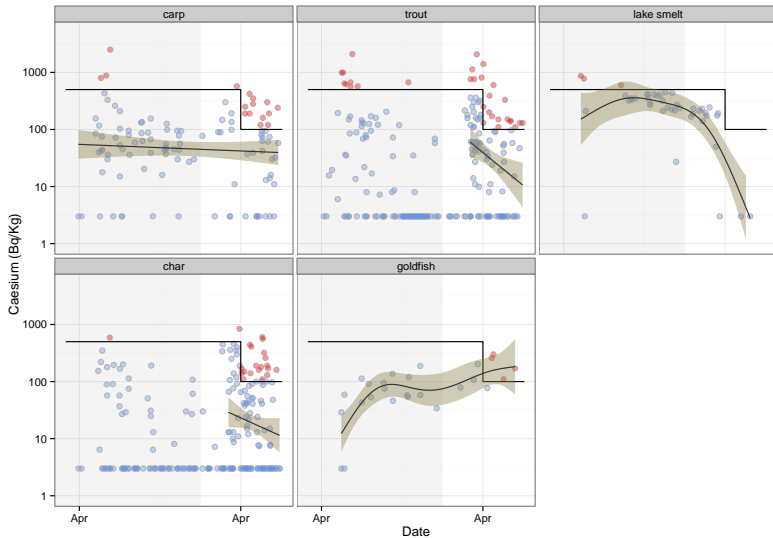 carp
trout
lake smelt
1000
100
10
1
char
goldfish
1000
100
10
1
Apr
Apr
Apr
Apr
Caesium (Bq/Kg)
Date